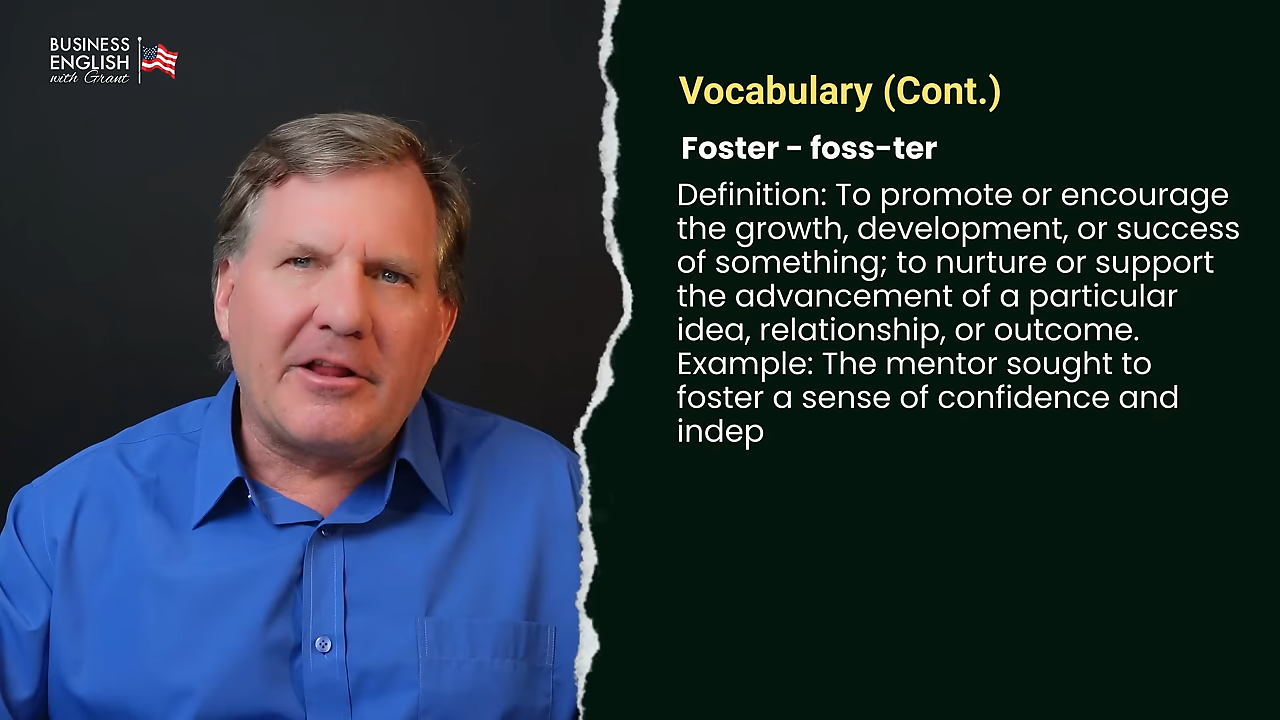 BUSINESS
ENGLISH
with Grant
Vocabulary (Cont.)
Foster - foss-ter
Definition: To promote or encourage
the growth, development, or success
of something; to nurture or support
the advancement of a particular
idea, relationship, or outcome.
Example: The mentor sought to
foster a sense of confidence and
indep